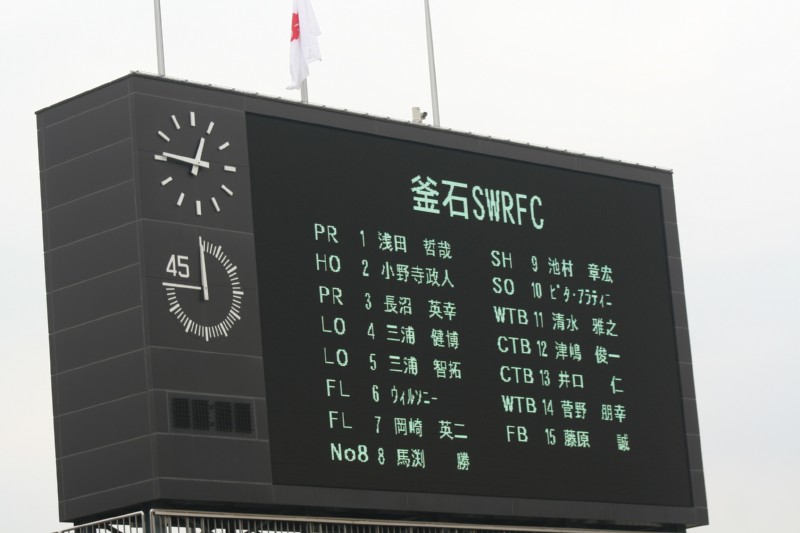 釜石SWRFC
PR 1 浅田 哲哉
HO 2 小野寺政人
PR 3 長沼 英幸
LO 4 三浦 健博
LO 5 三浦 智拓
FL 6 ウィルソニー
FL 7 岡崎 英二
No8 8 馬渕 勝
SH 9 池村 章宏
SO 10 ピタ・アラティニ
WTB 11 清水 雅之
CTB 12 津嶋 俊一
CTB 13 井口 仁
WTB 14 菅野 朋幸
FB 15 藤原 誠
45